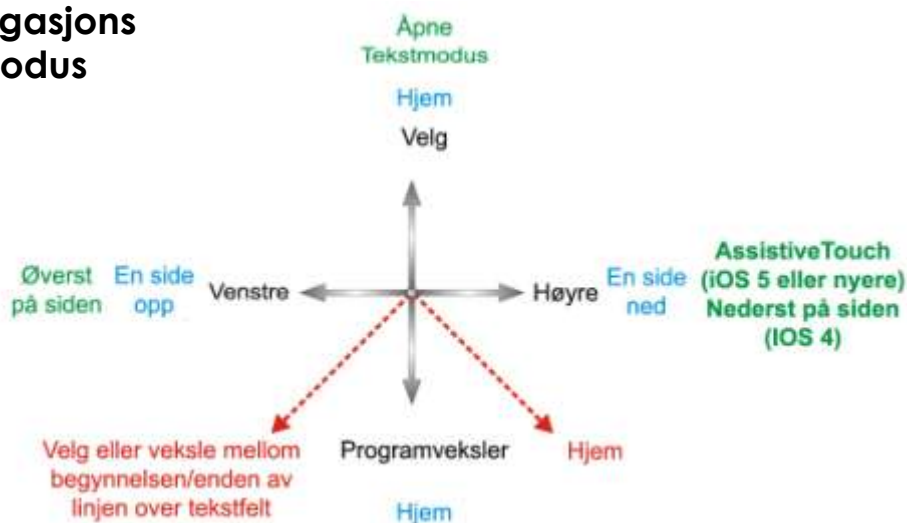 gasjons
odus
Åpne
Tekstmodus
Hjem
Velg
Øverst
på siden
En side
opp
Venstre
Høyre
En side
ned
AssistiveTouch
(iOS 5 eller nyere)
Nederst på siden
(IOS 4)
Velg eller veksle mellom
begynnelsen/enden av
linjen over tekstfelt
Programveksler
Hjem
Hjem